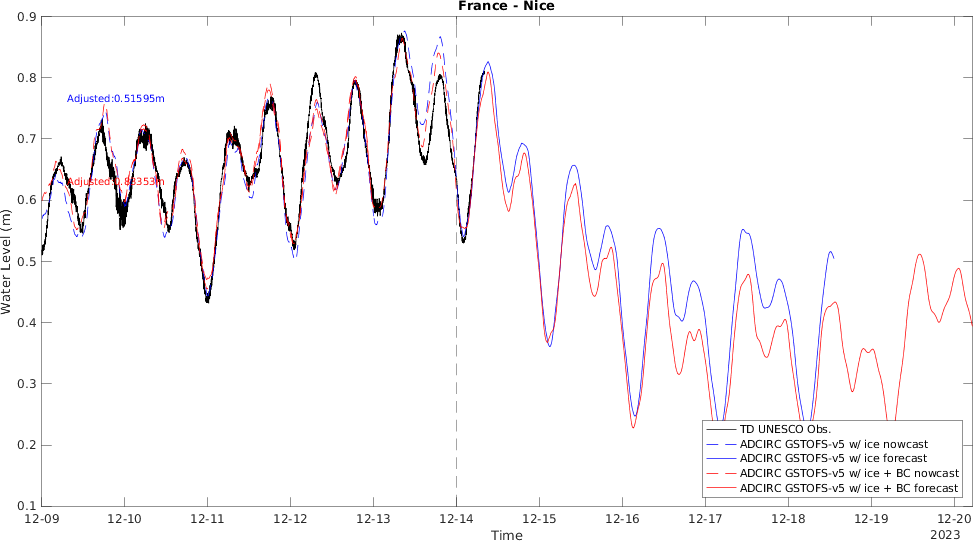 France - Nice
0.9
0.8
0.7
0.6
0.5
0.4
0.3
0.2
0.1
Water Level (m)
Adjusted:0.51595m
12-09
12-10
12-11
12-12
12-13
12-14
12-15
12-16
12-17
12-18
12-19
12-20
2023
Time
TD UNESCO Obs.
ADCIRC GSTOFS-v5 w/ ice nowcast
ADCIRC GSTOFS-v5 w/ ice forecast
ADCIRC GSTOFS-v5 w/ ice + BC nowcast
ADCIRC GSTOFS-v5 w/ ice + BC forecast